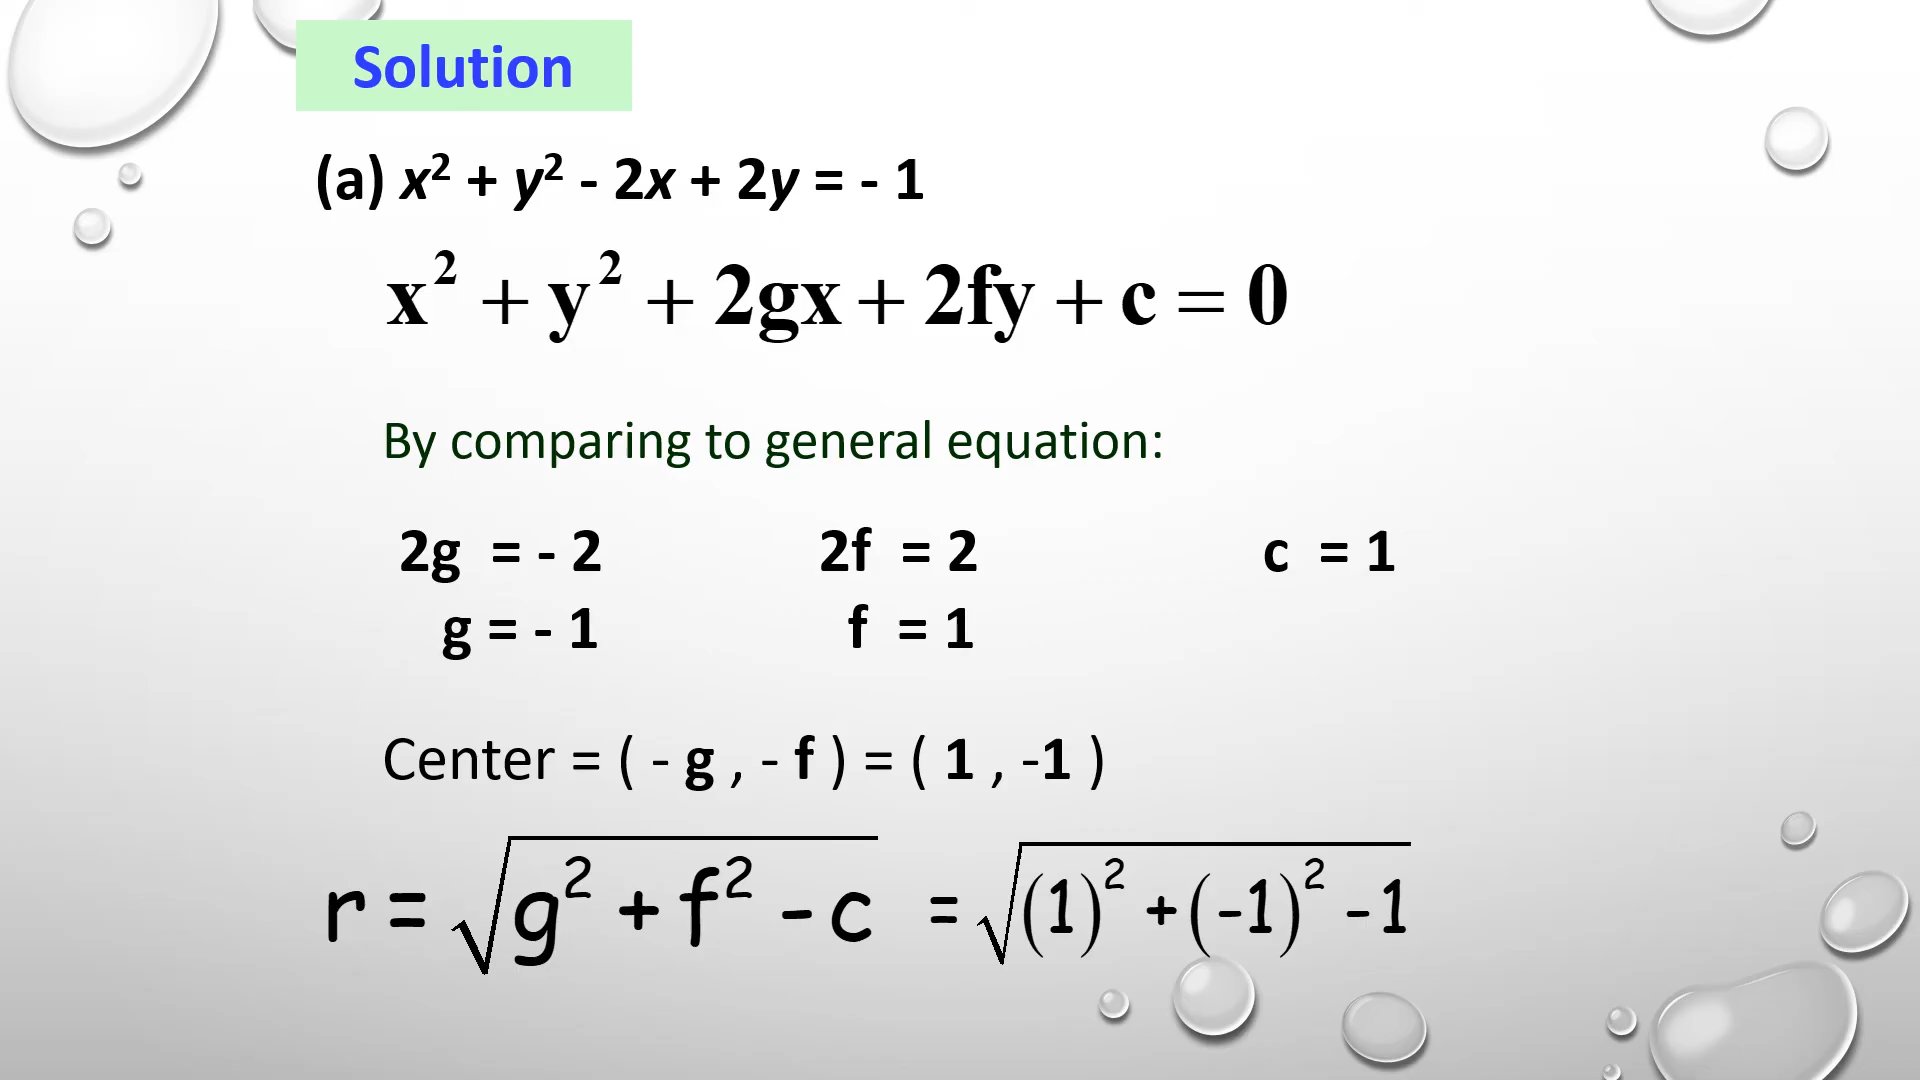 Solution
(a) x² + y² - 2x + 2y = - 1
x² + y² + 2gx + 2fy + c = 0
By comparing to general equation:
2g = - 2 2f = 2 c = 1
g = - 1 f = 1
Center = ( - g , - f ) = ( 1 , -1 )
r = √(g² + f² - c) = √((1)² + (-1)² - 1)